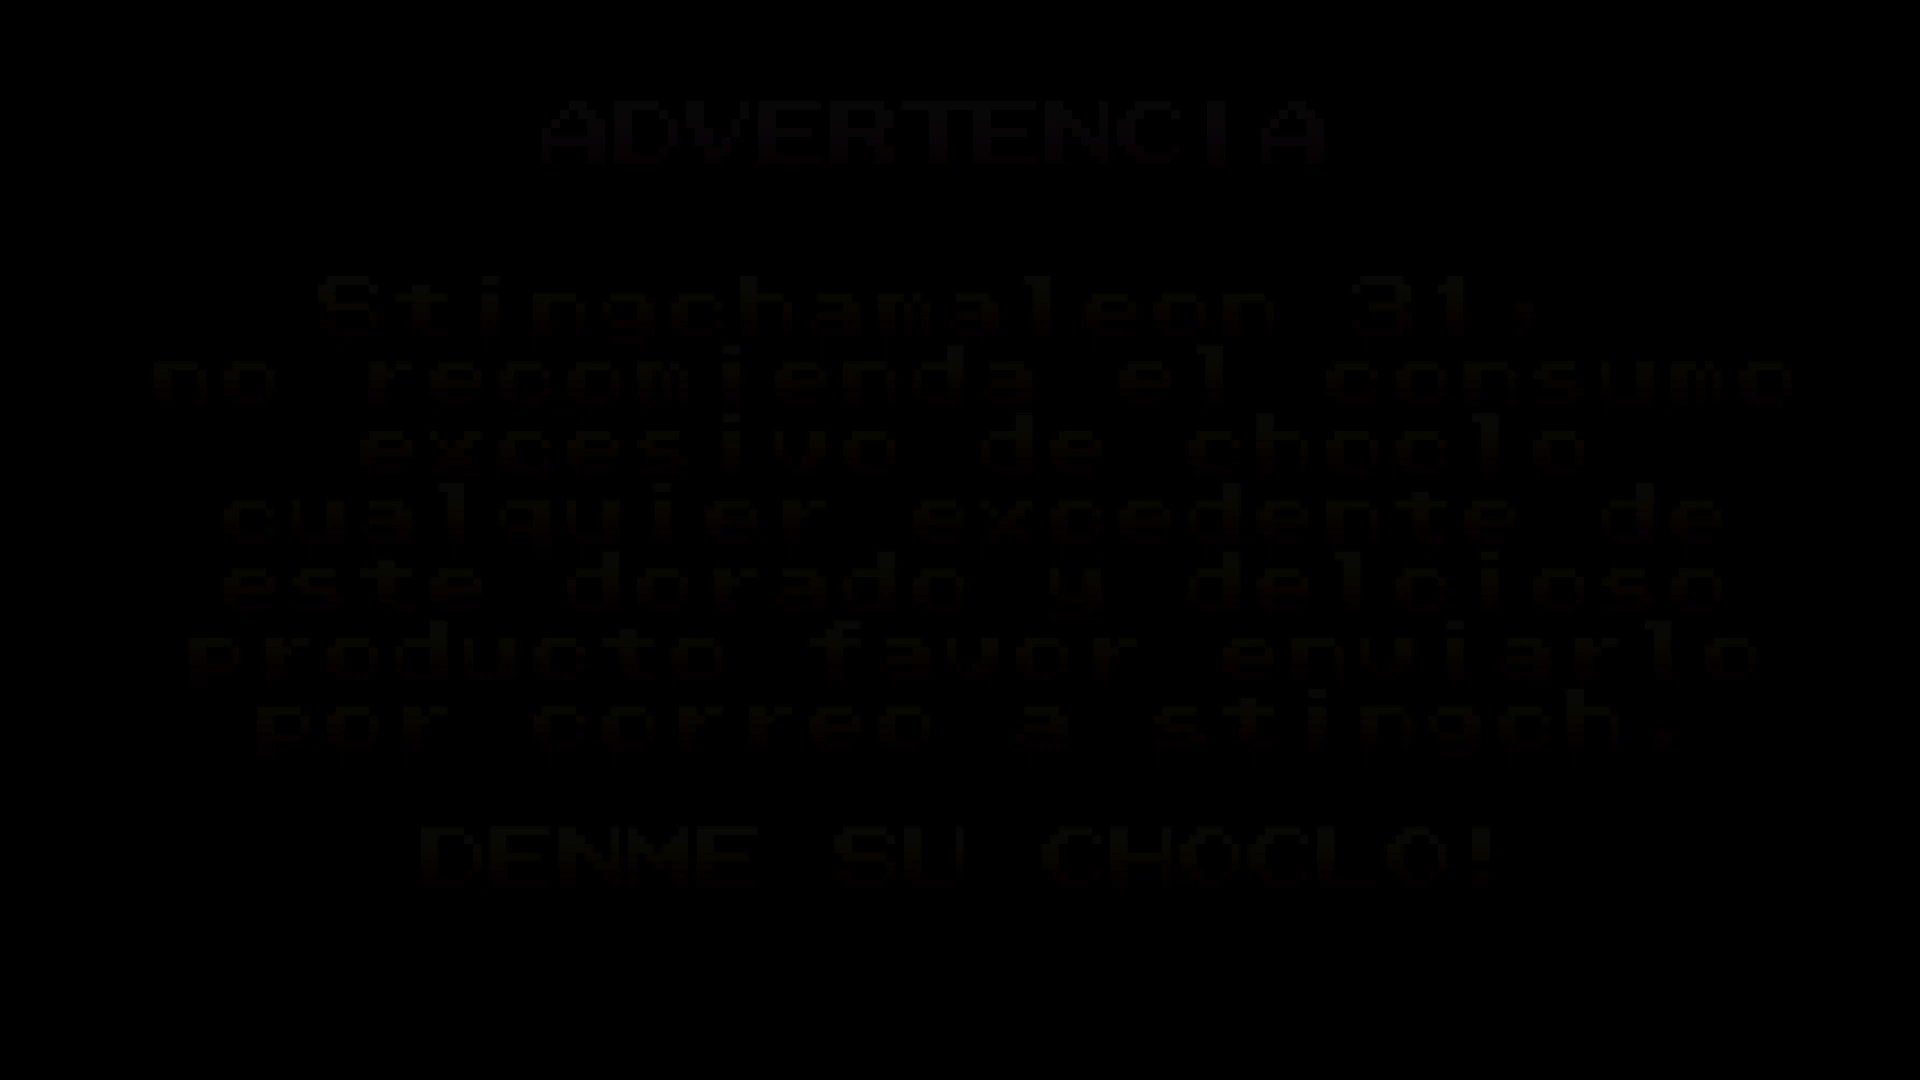 ADVERTENCIA
Stingchamaleon 31,
no recomienda el consumo
excesivo de choclo
cualquier excedente de
este dorado y delcioso
producto favor enviarlo
por correo a stingch.
DENME SU CHOCLO!